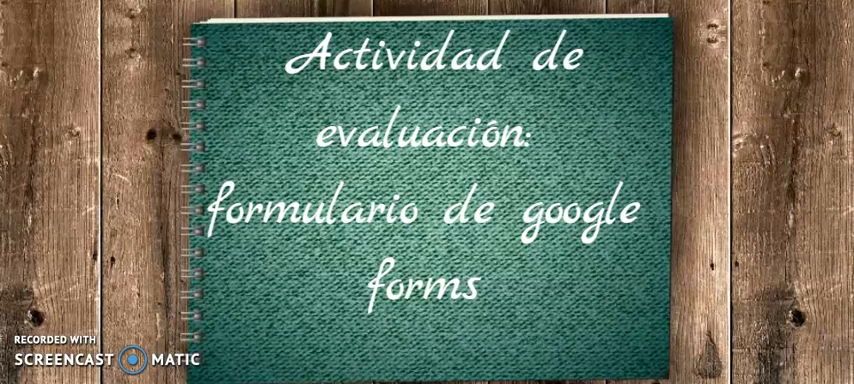 Actividad de
evaluación:
formulario de google
forms
RECORDED WITH
SCREENCAST MATIC